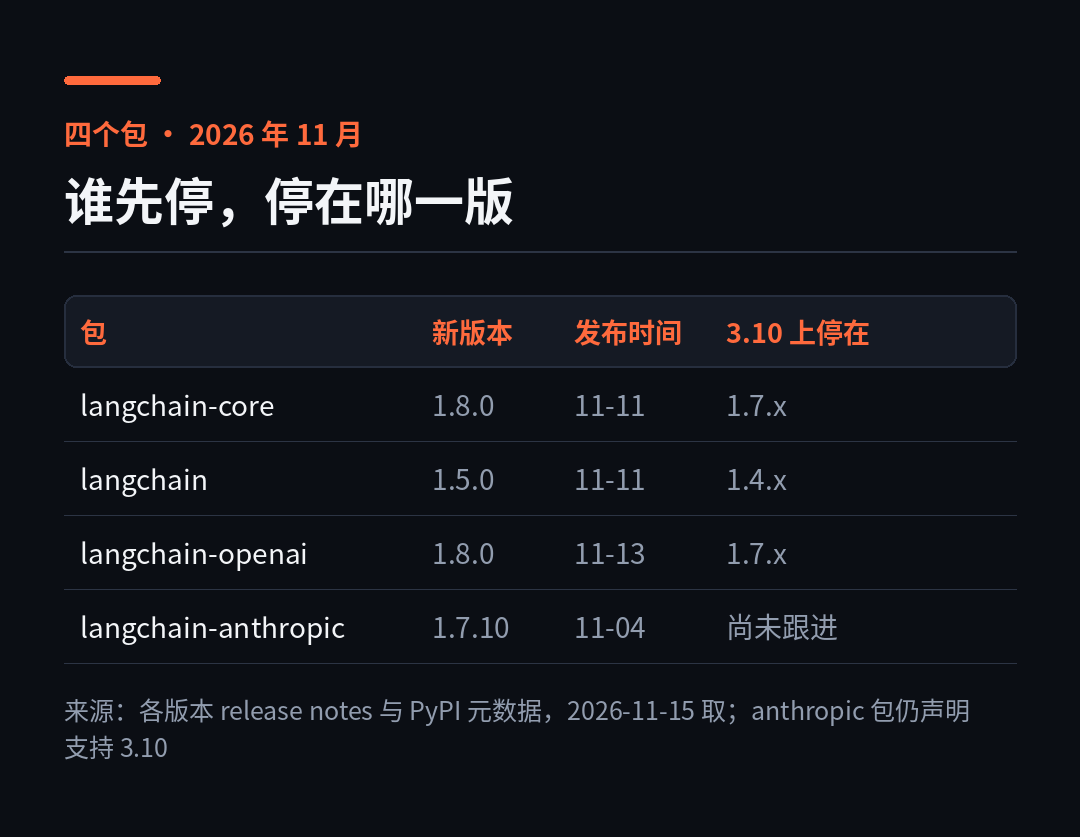 四个包 · 2026 年 11 月
谁先停，停在哪一版
包 新版本 发布时间 3.10 上停在
langchain-core 1.8.0 11-11 1.7.x
langchain 1.5.0 11-11 1.4.x
langchain-openai 1.8.0 11-13 1.7.x
langchain-anthropic 1.7.10 11-04 尚未跟进
来源：各版本 release notes 与 PyPI 元数据，2026-11-15 取；anthropic 包仍声明
支持 3.10